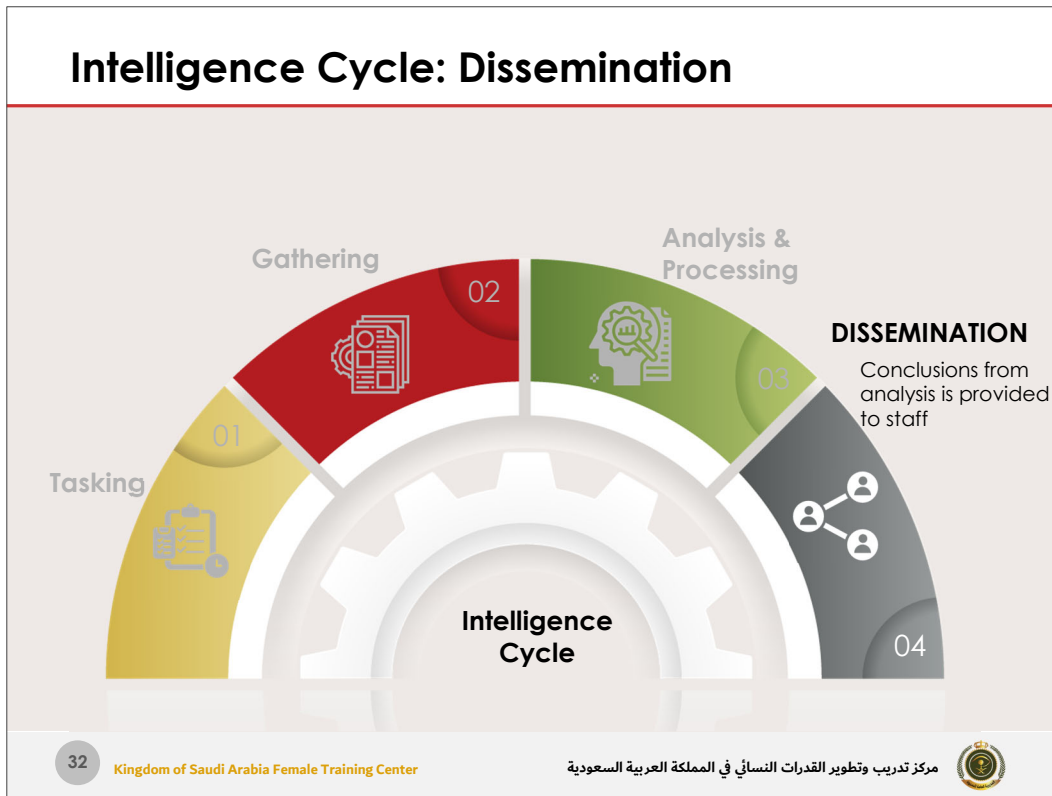 Intelligence Cycle: Dissemination
Gathering
02
Analysis &
Processing
03
DISSEMINATION
Conclusions from
analysis is provided
to staff
01
Tasking
04
Intelligence
Cycle
32
Kingdom of Saudi Arabia Female Training Center
مركز تدريب وتطوير القدرات النسائي في المملكة العربية السعودية